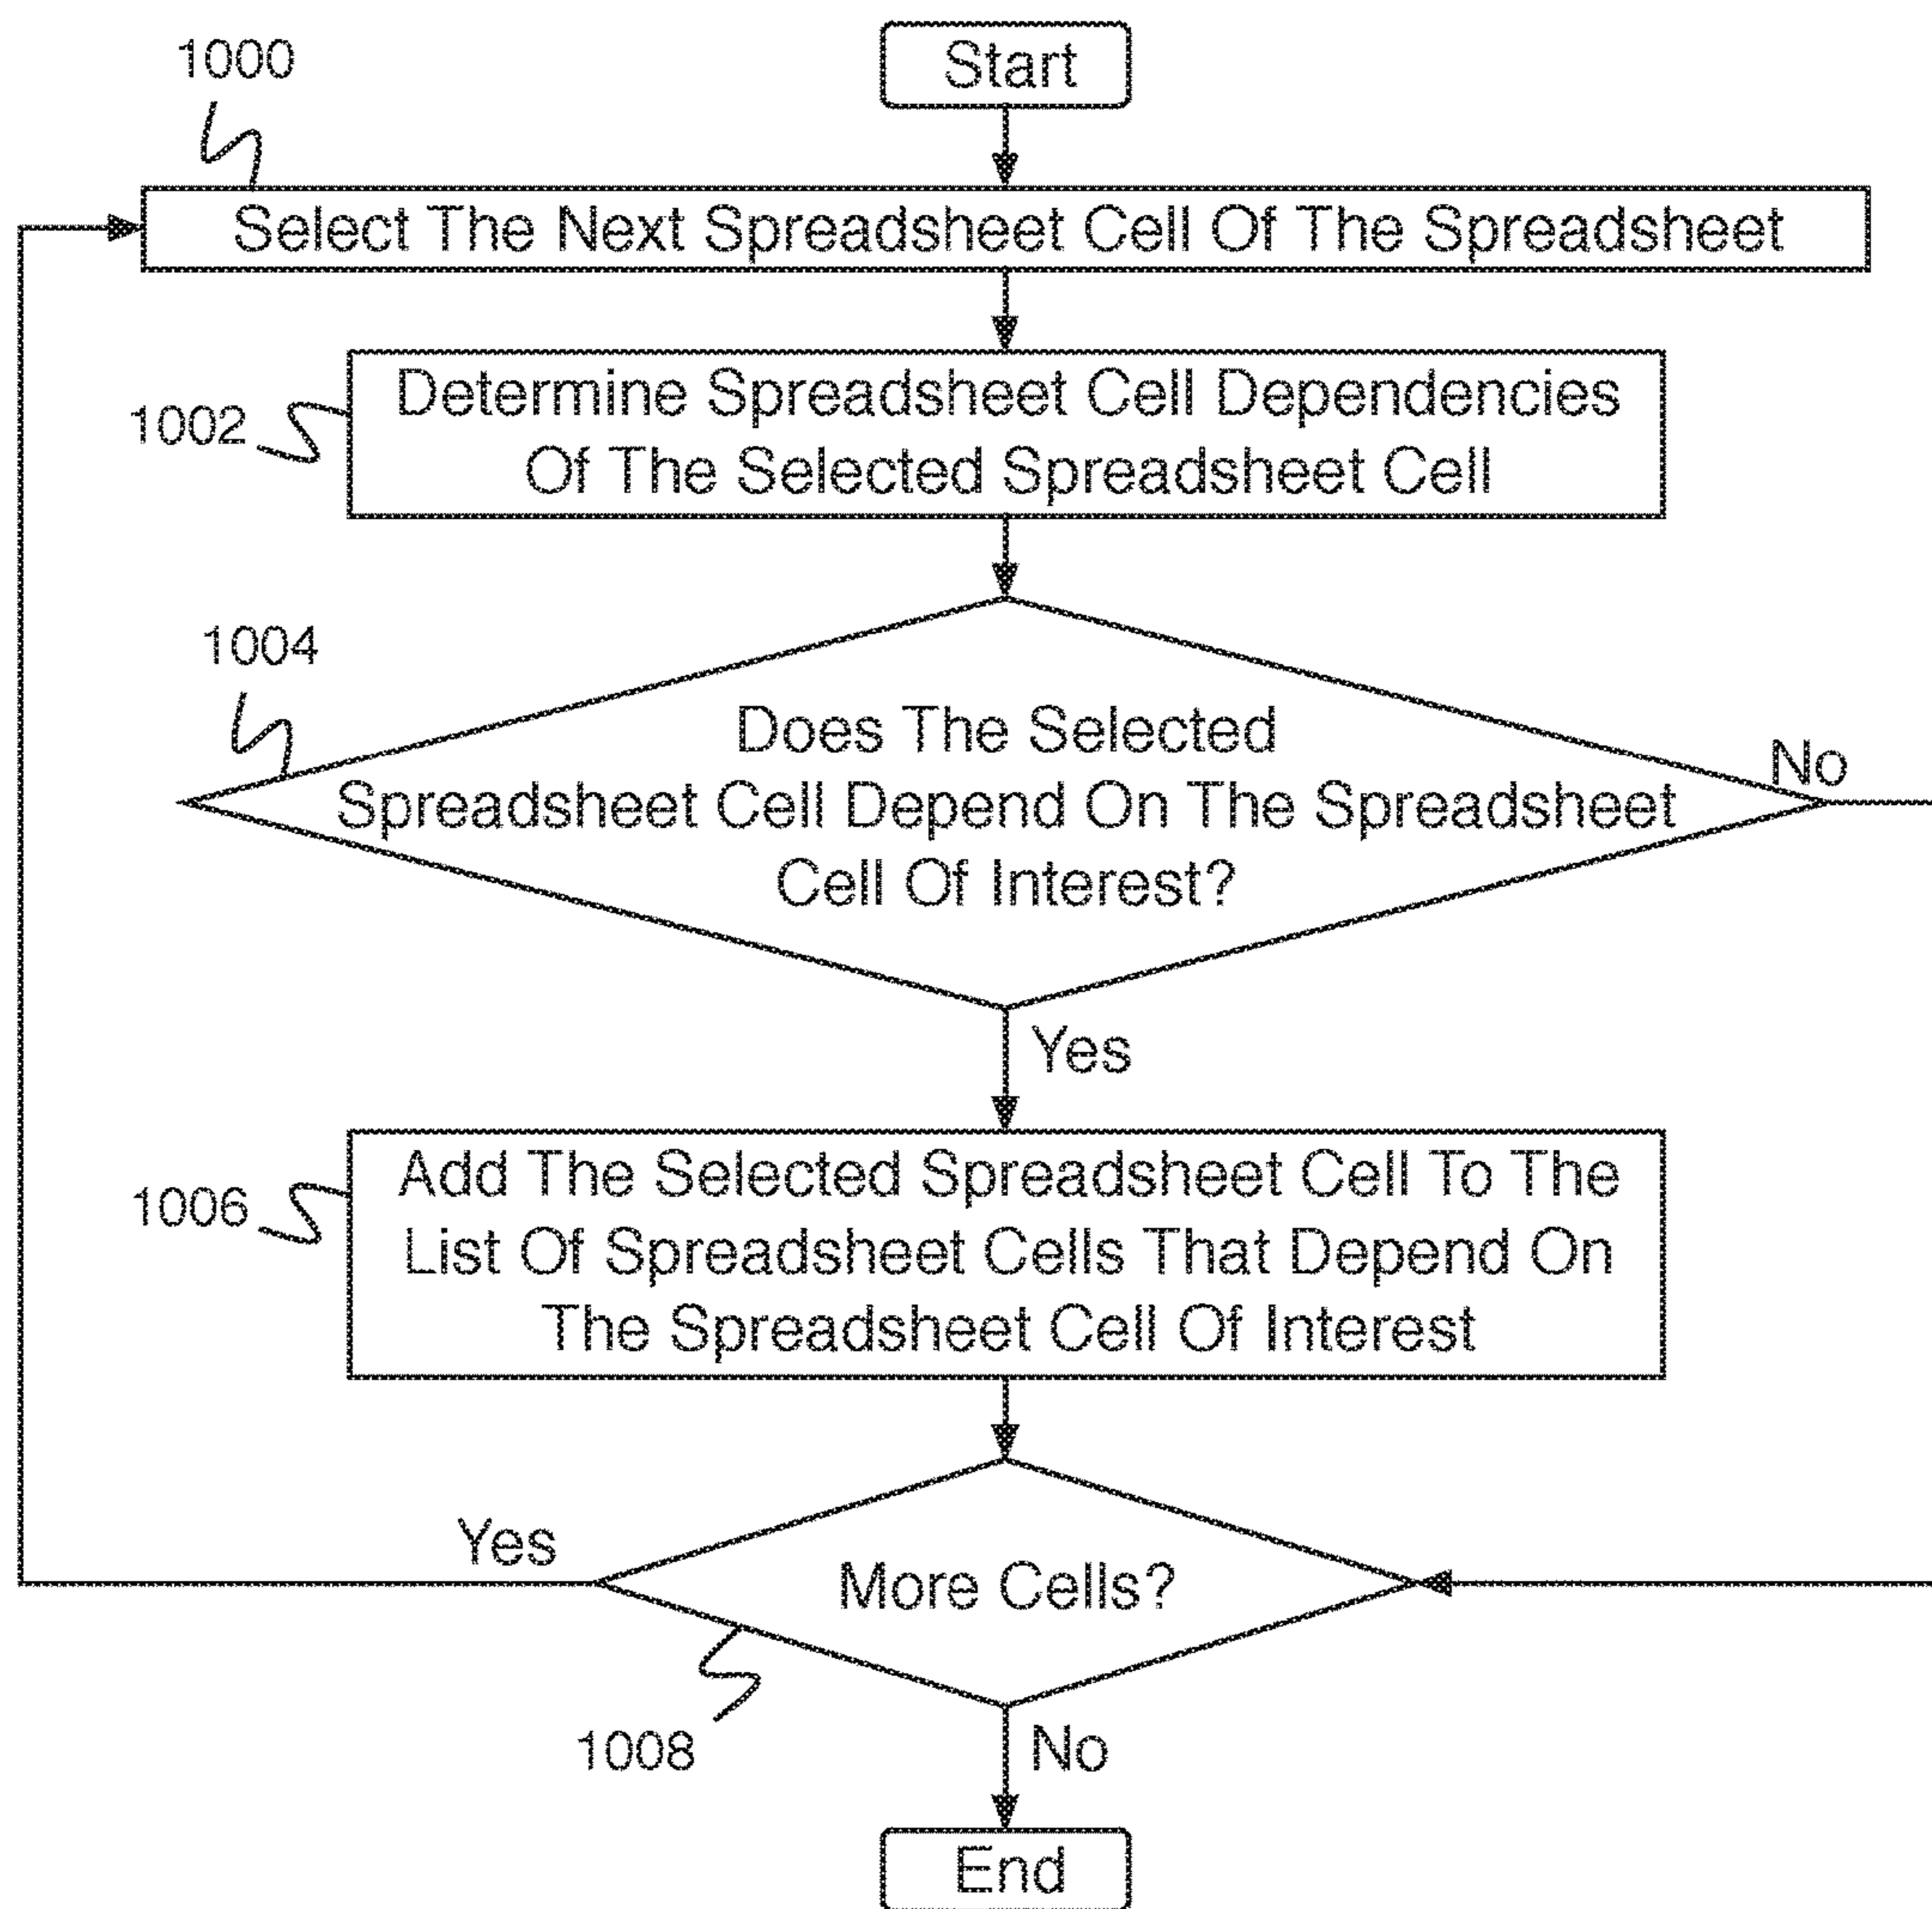 Start
1000
Select The Next Spreadsheet Cell Of The Spreadsheet
1002
Determine Spreadsheet Cell Dependencies
Of The Selected Spreadsheet Cell
1004
Does The Selected
Spreadsheet Cell Depend On The Spreadsheet
Cell Of Interest?
No
Yes
1006
Add The Selected Spreadsheet Cell To The
List Of Spreadsheet Cells That Depend On
The Spreadsheet Cell Of Interest
Yes
More Cells?
1008
No
End